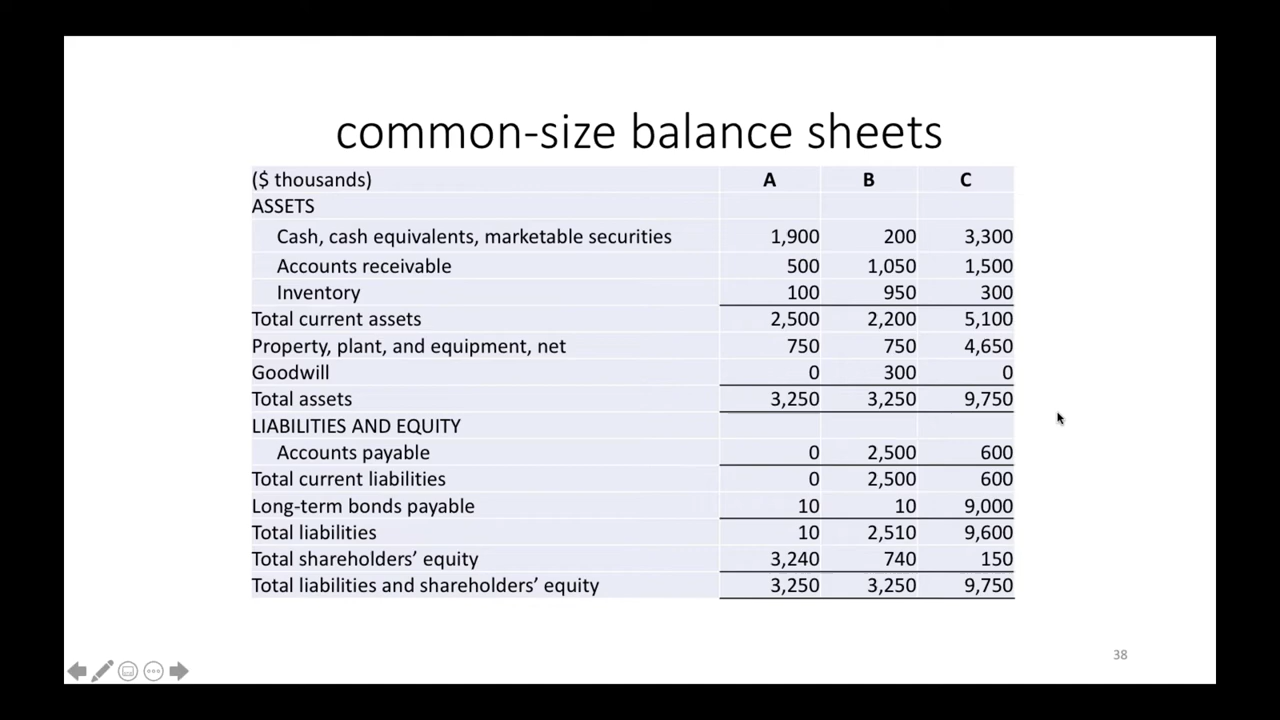 common-size balance sheets
($ thousands) A B C
ASSETS
Cash, cash equivalents, marketable securities 1,900 200 3,300
Accounts receivable 500 1,050 1,500
Inventory 100 950 300
Total current assets 2,500 2,200 5,100
Property, plant, and equipment, net 750 750 4,650
Goodwill 0 300 0
Total assets 3,250 3,250 9,750
LIABILITIES AND EQUITY
Accounts payable 0 2,500 600
Total current liabilities 0 2,500 600
Long-term bonds payable 10 10 9,000
Total liabilities 10 2,510 9,600
Total shareholders’ equity 3,240 740 150
Total liabilities and shareholders’ equity 3,250 3,250 9,750
38